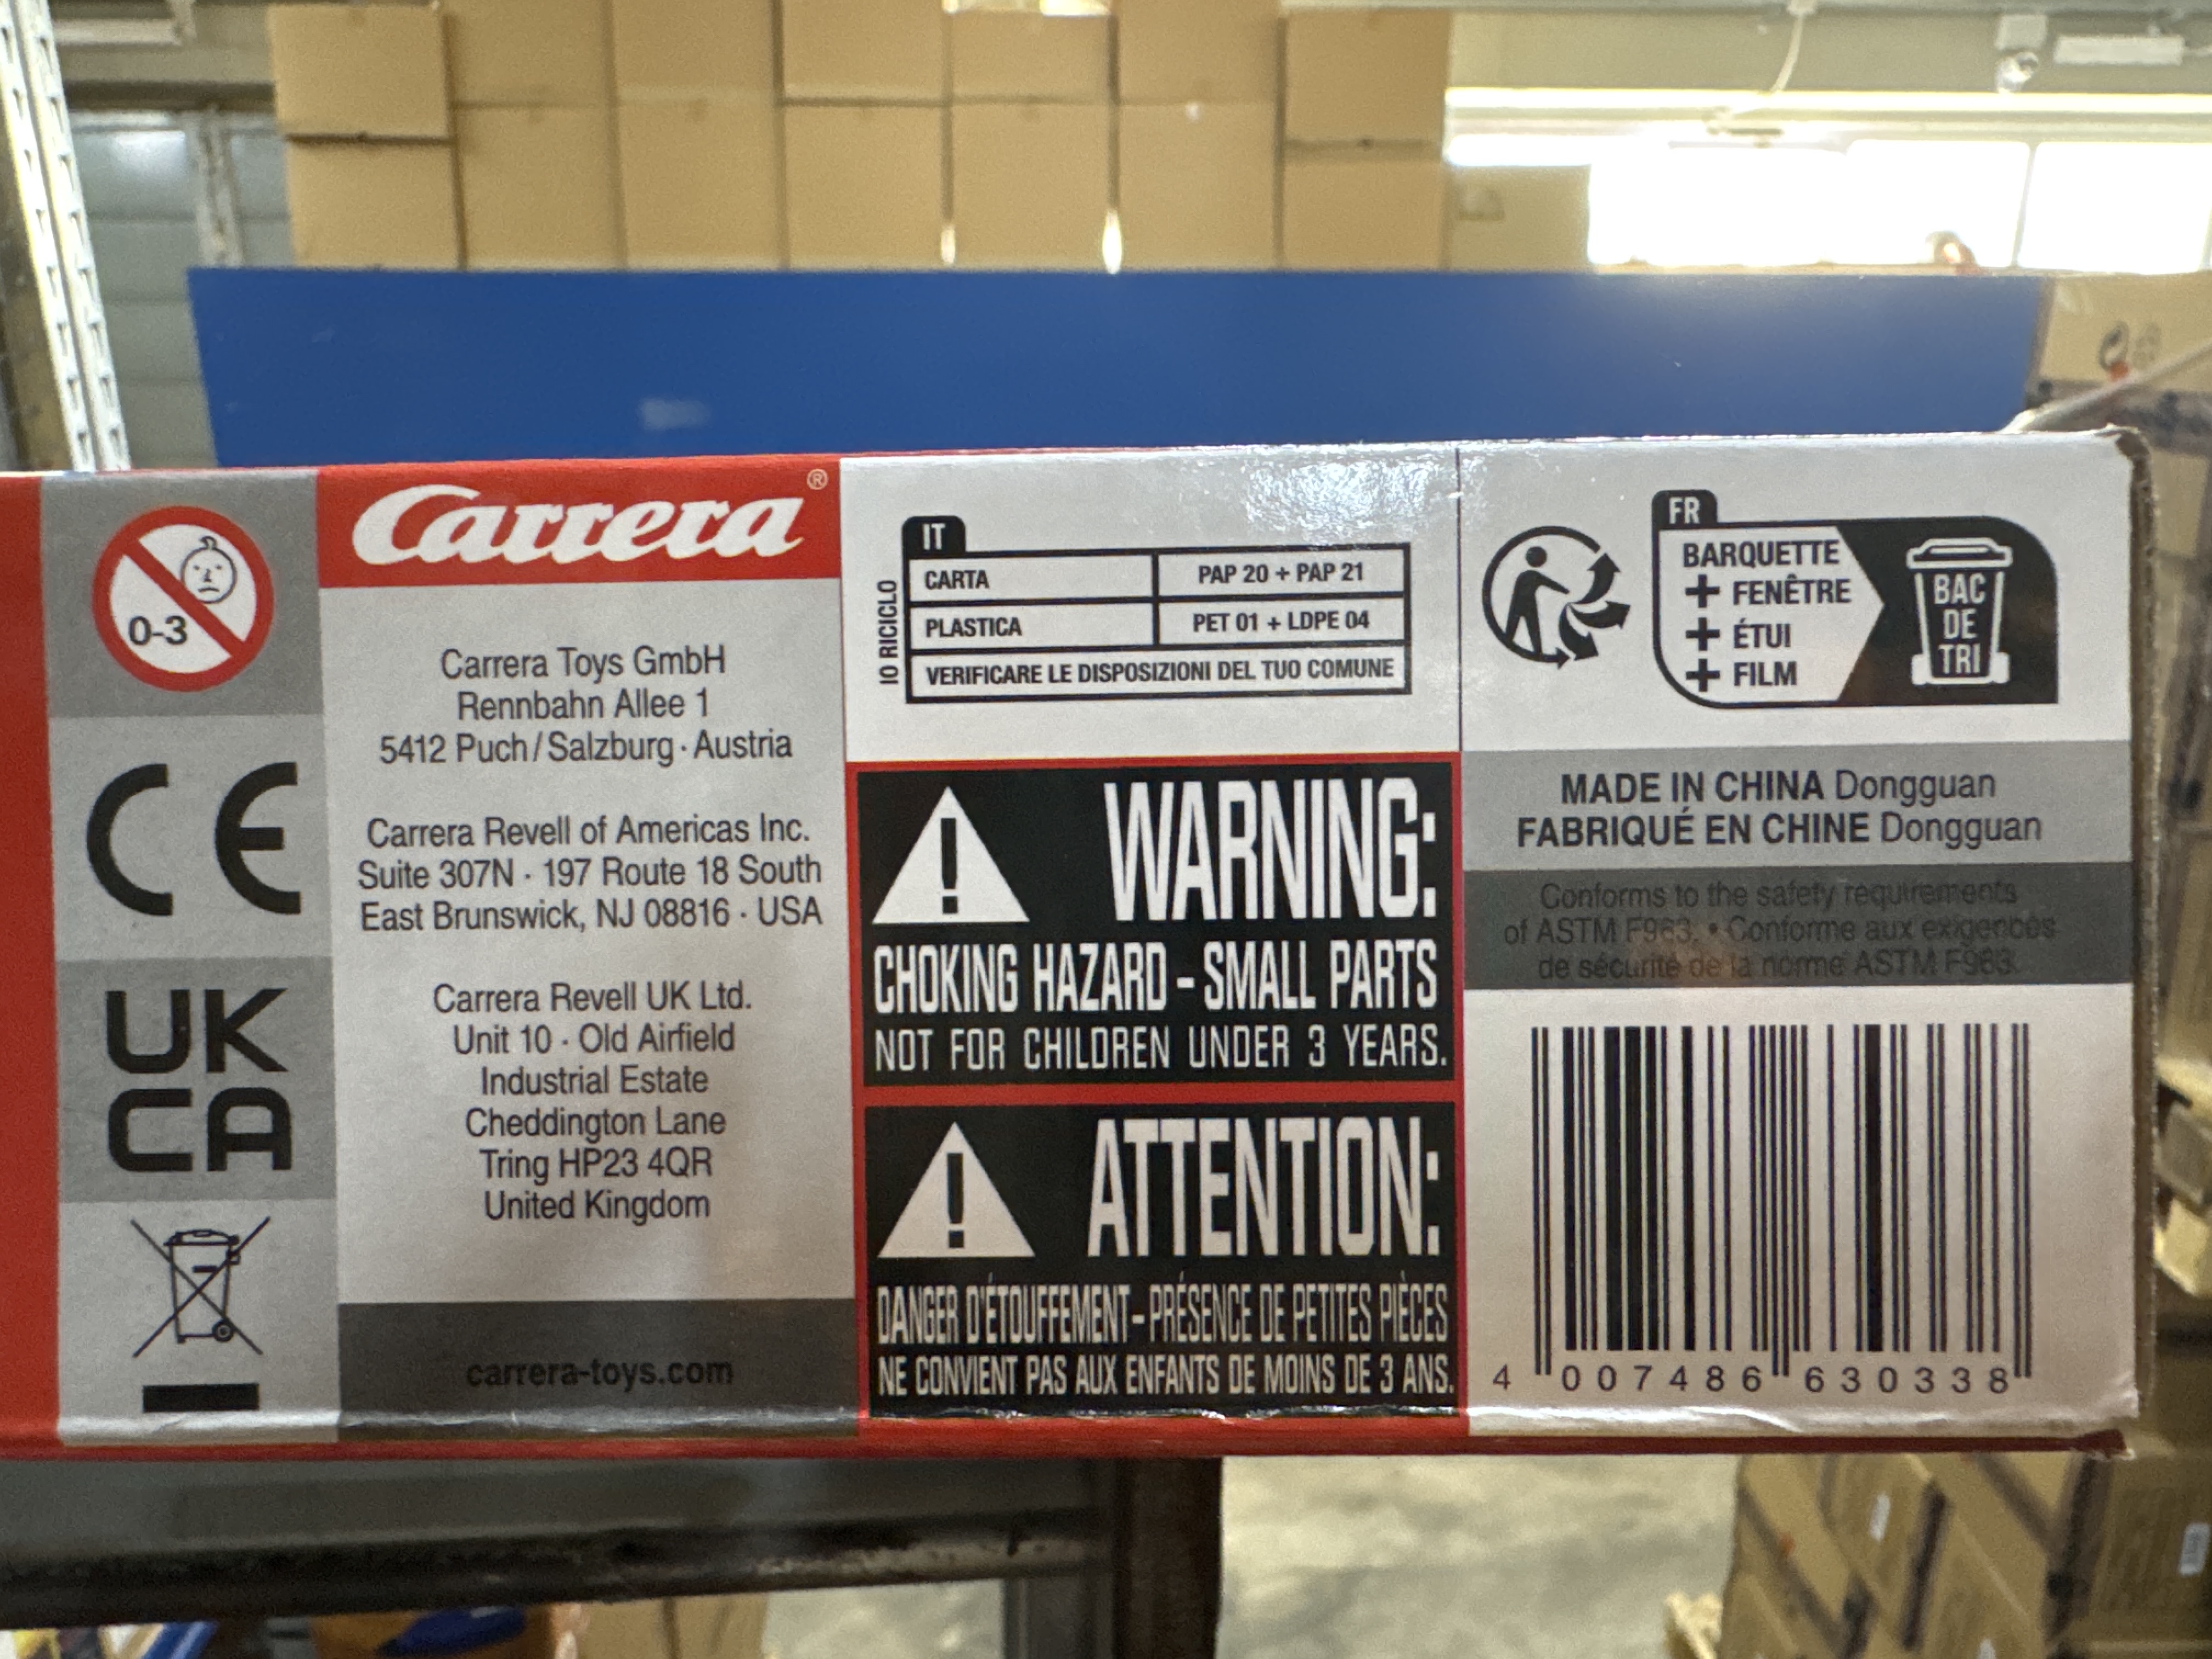 0-3
CE
UK
CA
Carrera®
Carrera Toys GmbH
Rennbahn Allee 1
5412 Puch/Salzburg · Austria
Carrera Revell of Americas Inc.
Suite 307N · 197 Route 18 South
East Brunswick, NJ 08816 · USA
Carrera Revell UK Ltd.
Unit 10 · Old Airfield
Industrial Estate
Cheddington Lane
Tring HP23 4QR
United Kingdom
carrera-toys.com
IO RICICLO
IT
CARTA PAP 20 + PAP 21
PLASTICA PET 01 + LDPE 04
VERIFICARE LE DISPOSIZIONI DEL TUO COMUNE
WARNING:
CHOKING HAZARD – SMALL PARTS
NOT FOR CHILDREN UNDER 3 YEARS.
ATTENTION:
DANGER D'ÉTOUFFEMENT – PRÉSENCE DE PETITES PIÈCES
NE CONVIENT PAS AUX ENFANTS DE MOINS DE 3 ANS.
FR
BARQUETTE
+ FENÊTRE
+ ÉTUI
+ FILM
BAC
DE
TRI
MADE IN CHINA Dongguan
FABRIQUÉ EN CHINE Dongguan
Conforms to the safety requirements
of ASTM F963. • Conforme aux exigences
de sécurité de la norme ASTM F963.
4 007486 630338